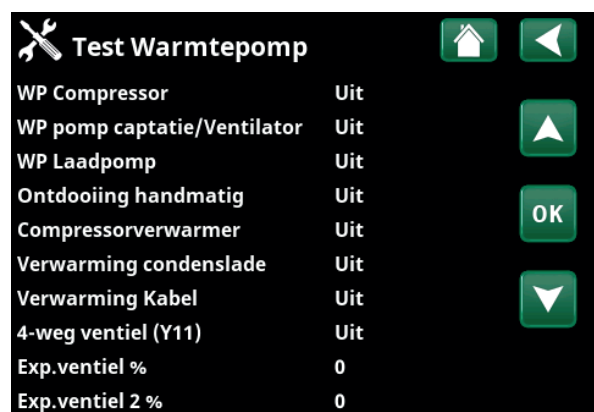 Test Warmtepomp
WP Compressor Uit
WP pomp captatie/Ventilator Uit
WP Laadpomp Uit
Ontdooiing handmatig Uit
OK
Compressorverwarmer Uit
Verwarming condenslade Uit
Verwarming Kabel Uit
4-weg ventiel (Y11) Uit
Exp.ventiel % 0
Exp.ventiel 2 % 0